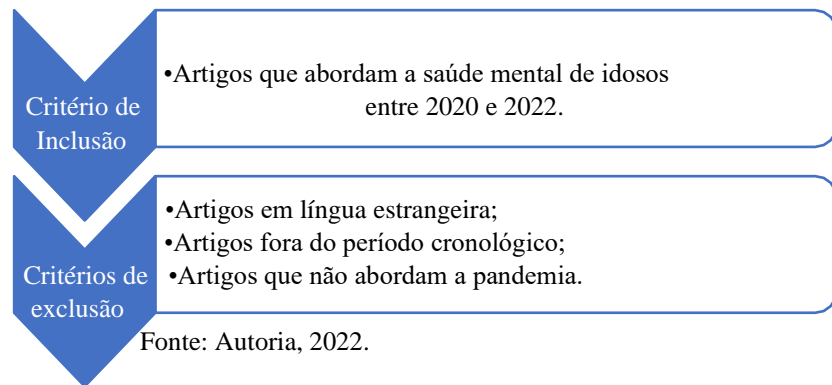 Critério de
Inclusão
•Artigos que abordam a saúde mental de idosos
entre 2020 e 2022.
Critérios de
exclusão
•Artigos em língua estrangeira;
•Artigos fora do período cronológico;
•Artigos que não abordam a pandemia.
Fonte: Autoria, 2022.